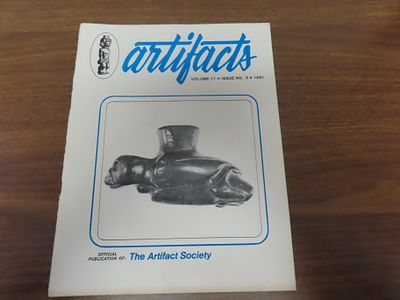 artifacts
VOLUME 11 • ISSUE NO. 3 • 1981
OFFICIAL
PUBLICATION OF: The Artifact Society